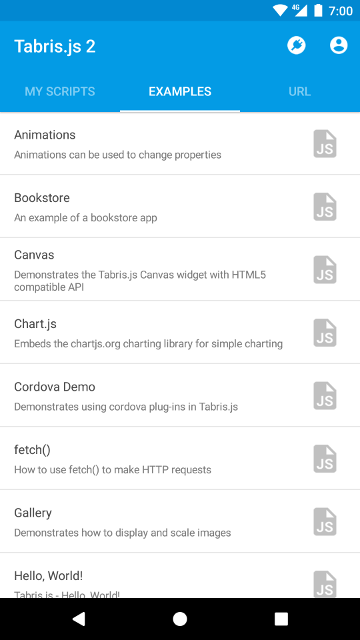 4G 7:00
Tabris.js 2
MY SCRIPTS EXAMPLES URL
Animations
Animations can be used to change properties
JS
Bookstore
An example of a bookstore app
JS
Canvas
Demonstrates the Tabris.js Canvas widget with HTML5
compatible API
JS
Chart.js
Embeds the chartjs.org charting library for simple charting
JS
Cordova Demo
Demonstrates using cordova plug-ins in Tabris.js
JS
fetch()
How to use fetch() to make HTTP requests
JS
Gallery
Demonstrates how to display and scale images
JS
Hello, World!
Tabris.js - Hello, World!
JS